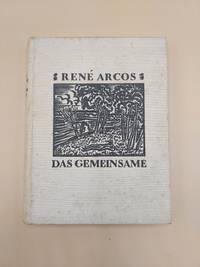 RENÉ ARCOS
DAS GEMEINSAME